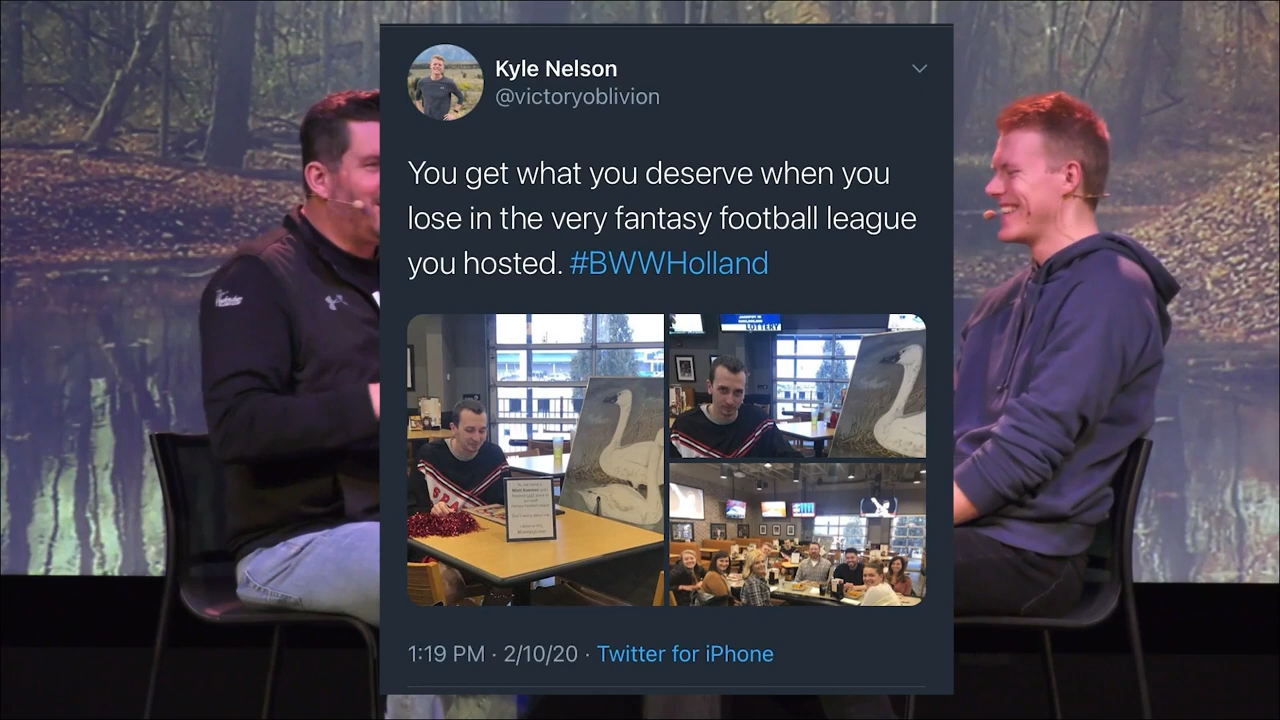 Kyle Nelson
@victoryoblivion
You get what you deserve when you
lose in the very fantasy football league
you hosted. #BWWHolland
LOTTERY
1:19 PM · 2/10/20 · Twitter for iPhone